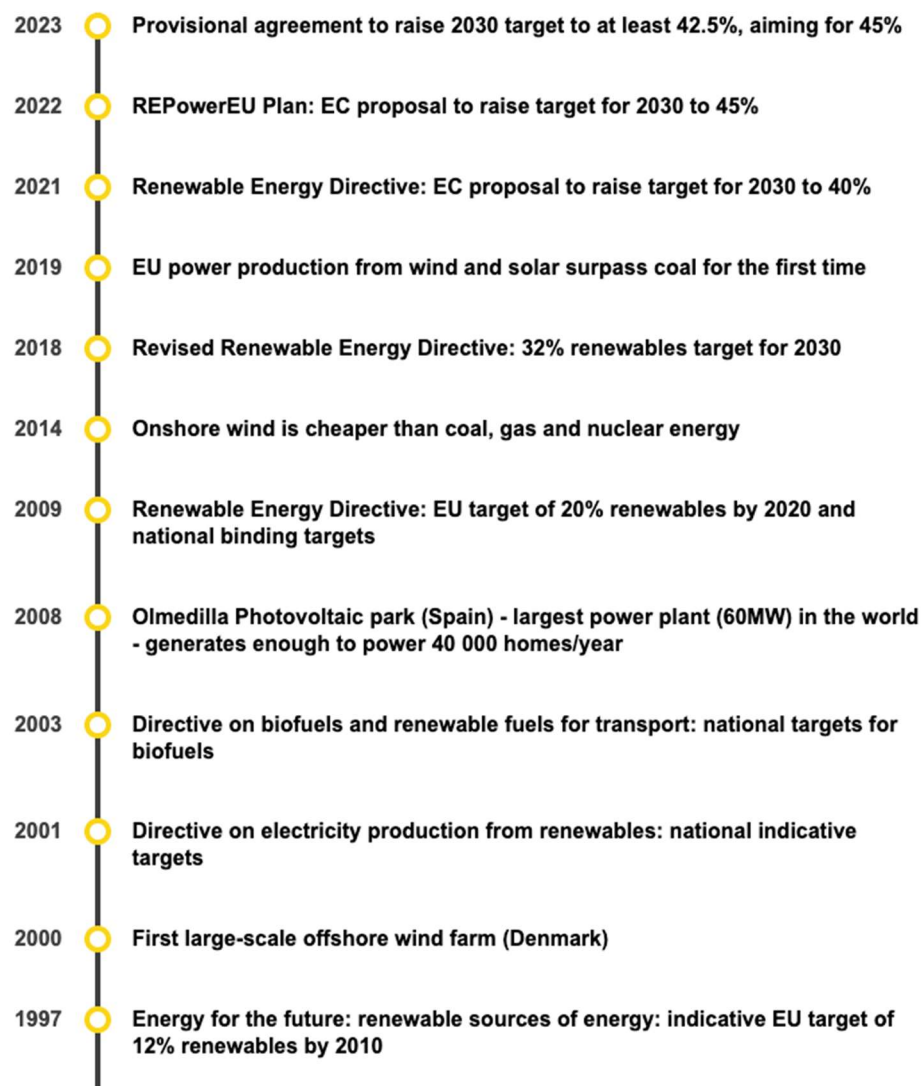 2023
Provisional agreement to raise 2030 target to at least 42.5%, aiming for 45%
2022
REPowerEU Plan: EC proposal to raise target for 2030 to 45%
2021
Renewable Energy Directive: EC proposal to raise target for 2030 to 40%
2019
EU power production from wind and solar surpass coal for the first time
2018
Revised Renewable Energy Directive: 32% renewables target for 2030
2014
Onshore wind is cheaper than coal, gas and nuclear energy
2009
Renewable Energy Directive: EU target of 20% renewables by 2020 and
national binding targets
2008
Olmedilla Photovoltaic park (Spain) - largest power plant (60MW) in the world
- generates enough to power 40 000 homes/year
2003
Directive on biofuels and renewable fuels for transport: national targets for
biofuels
2001
Directive on electricity production from renewables: national indicative
targets
2000
First large-scale offshore wind farm (Denmark)
1997
Energy for the future: renewable sources of energy: indicative EU target of
12% renewables by 2010